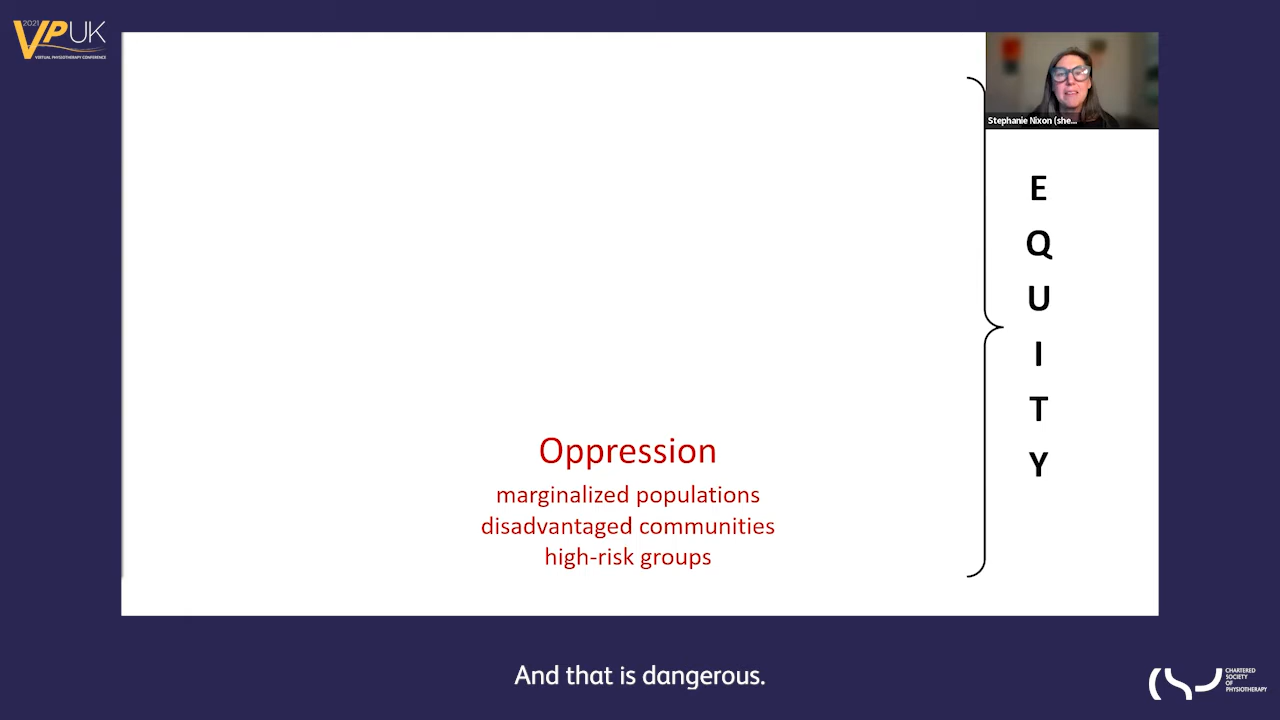 2021
VPUK
VIRTUAL PHYSIOTHERAPY CONFERENCE
Stephanie Nixon (she...
E
Q
U
I
T
Y
Oppression
marginalized populations
disadvantaged communities
high-risk groups
And that is dangerous.
CHARTERED
SOCIETY
OF
PHYSIOTHERAPY